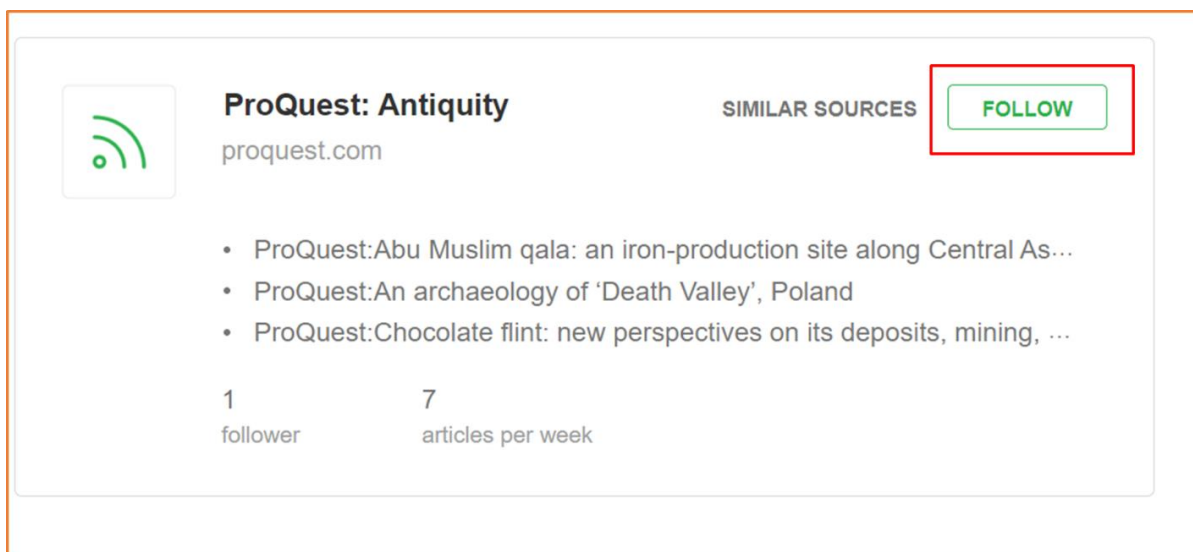 ProQuest: Antiquity
SIMILAR SOURCES
FOLLOW
proquest.com
• ProQuest:Abu Muslim qala: an iron-production site along Central As...
• ProQuest:An archaeology of ‘Death Valley’, Poland
• ProQuest:Chocolate flint: new perspectives on its deposits, mining, ...
1 7
follower articles per week